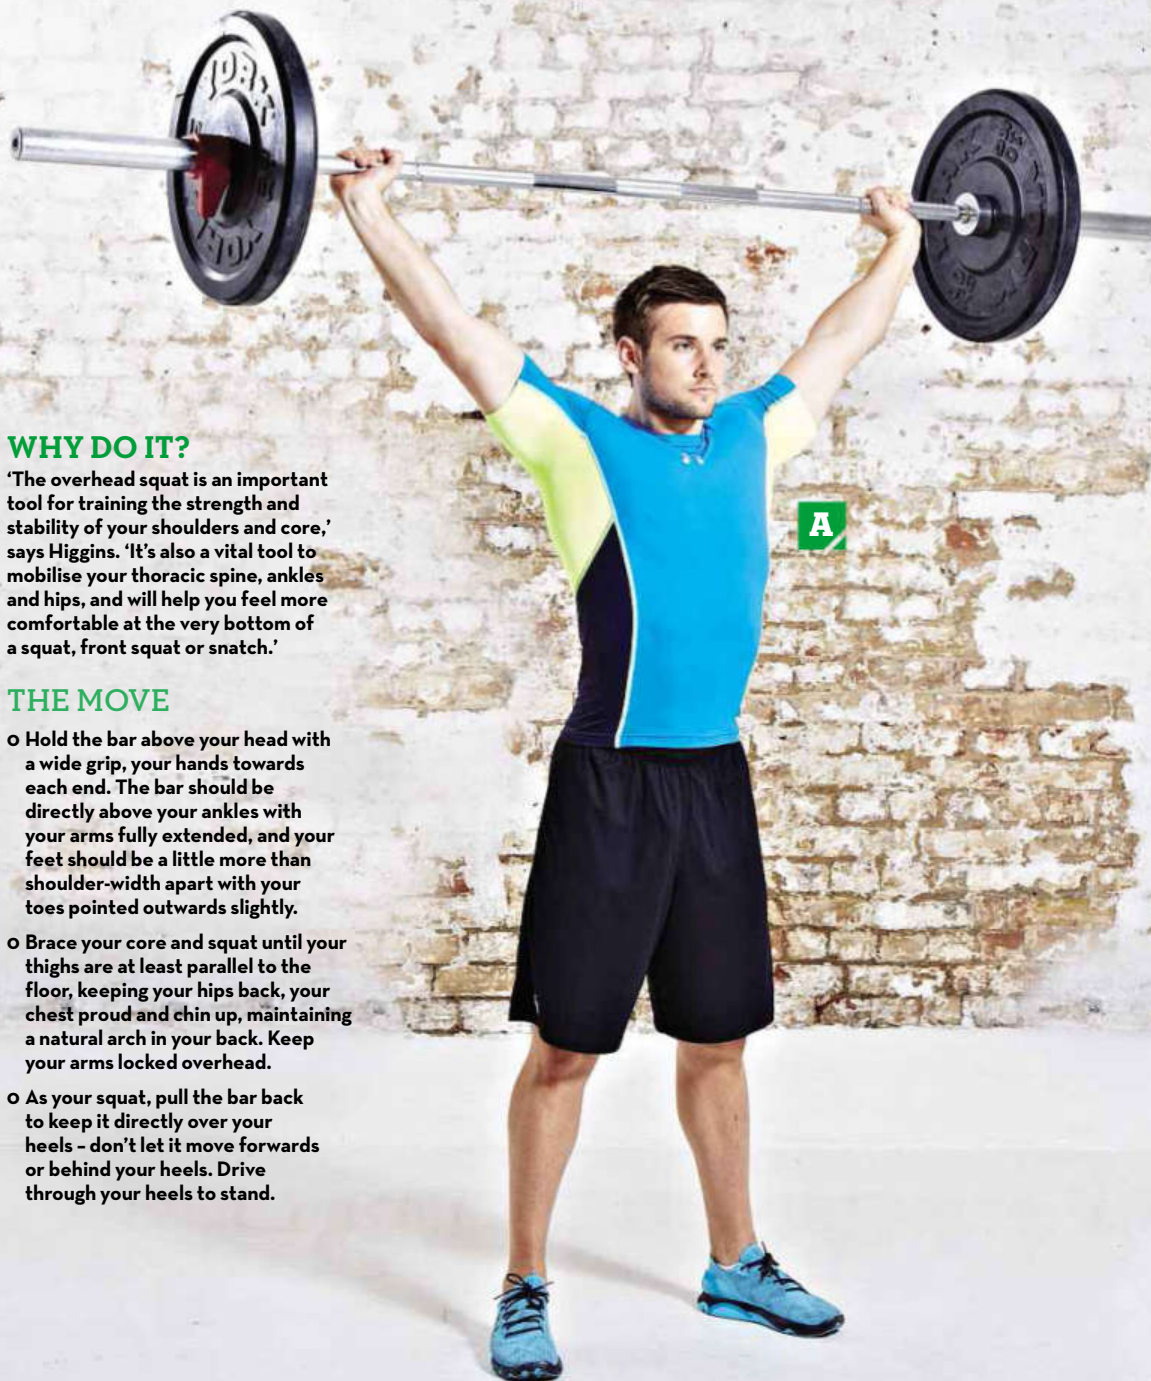 YORK
YORK
WHY DO IT?
‘The overhead squat is an important
tool for training the strength and
stability of your shoulders and core,’
says Higgins. ‘It’s also a vital tool to
mobilise your thoracic spine, ankles
and hips, and will help you feel more
comfortable at the very bottom of
a squat, front squat or snatch.’
A
THE MOVE
o Hold the bar above your head with
a wide grip, your hands towards
each end. The bar should be
directly above your ankles with
your arms fully extended, and your
feet should be a little more than
shoulder-width apart with your
toes pointed outwards slightly.
o Brace your core and squat until your
thighs are at least parallel to the
floor, keeping your hips back, your
chest proud and chin up, maintaining
a natural arch in your back. Keep
your arms locked overhead.
o As your squat, pull the bar back
to keep it directly over your
heels – don’t let it move forwards
or behind your heels. Drive
through your heels to stand.